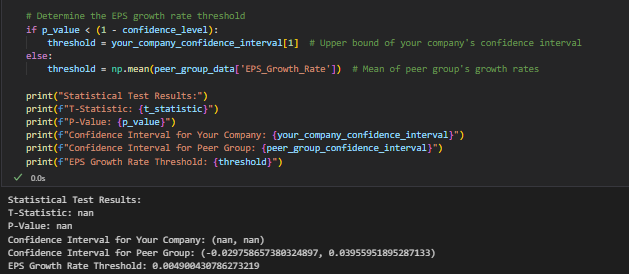 # Determine the EPS growth rate threshold
if p_value < (1 - confidence_level):
    threshold = your_company_confidence_interval[1]  # Upper bound of your company's confidence interval
else:
    threshold = np.mean(peer_group_data['EPS_Growth_Rate'])  # Mean of peer group's growth rates

print("Statistical Test Results:")
print(f"T-Statistic: {t_statistic}")
print(f"P-Value: {p_value}")
print(f"Confidence Interval for Your Company: {your_company_confidence_interval}")
print(f"Confidence Interval for Peer Group: {peer_group_confidence_interval}")
print(f"EPS Growth Rate Threshold: {threshold}")
0.0s
Statistical Test Results:
T-Statistic: nan
P-Value: nan
Confidence Interval for Your Company: (nan, nan)
Confidence Interval for Peer Group: (-0.029758657380324897, 0.03955951895287133)
EPS Growth Rate Threshold: 0.004900430786273219